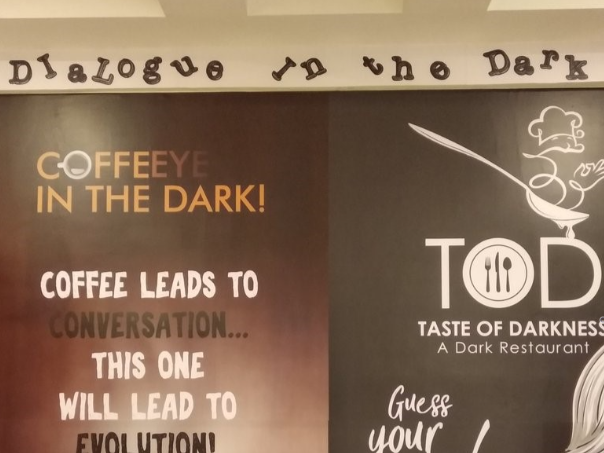 Dialogue in the Dark
COFFEEYE
IN THE DARK!
COFFEE LEADS TO
CONVERSATION...
THIS ONE
WILL LEAD TO
EVOLUTION!
TOD
TASTE OF DARKNESS
A Dark Restaurant
Guess
your